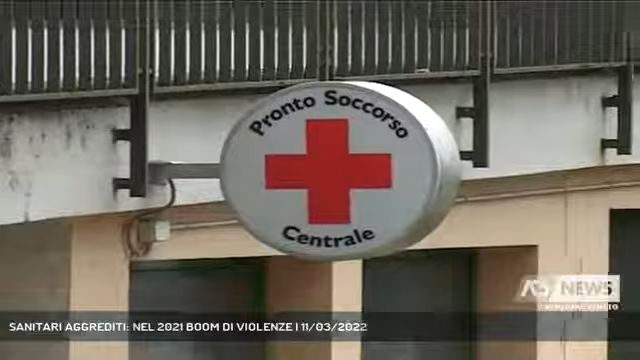 Pronto Soccorso
Centrale
NEWS
SANITARI AGGREDITI: NEL 2021 BOOM DI VIOLENZE | 11/03/2022